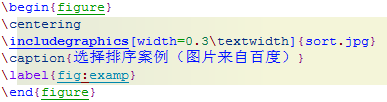 \begin{figure}
\centering
\includegraphics[width=0.3\textwidth]{sort.jpg}
\caption{选择排序案例(图片来自百度)}
\label{fig:examp}
\end{figure}